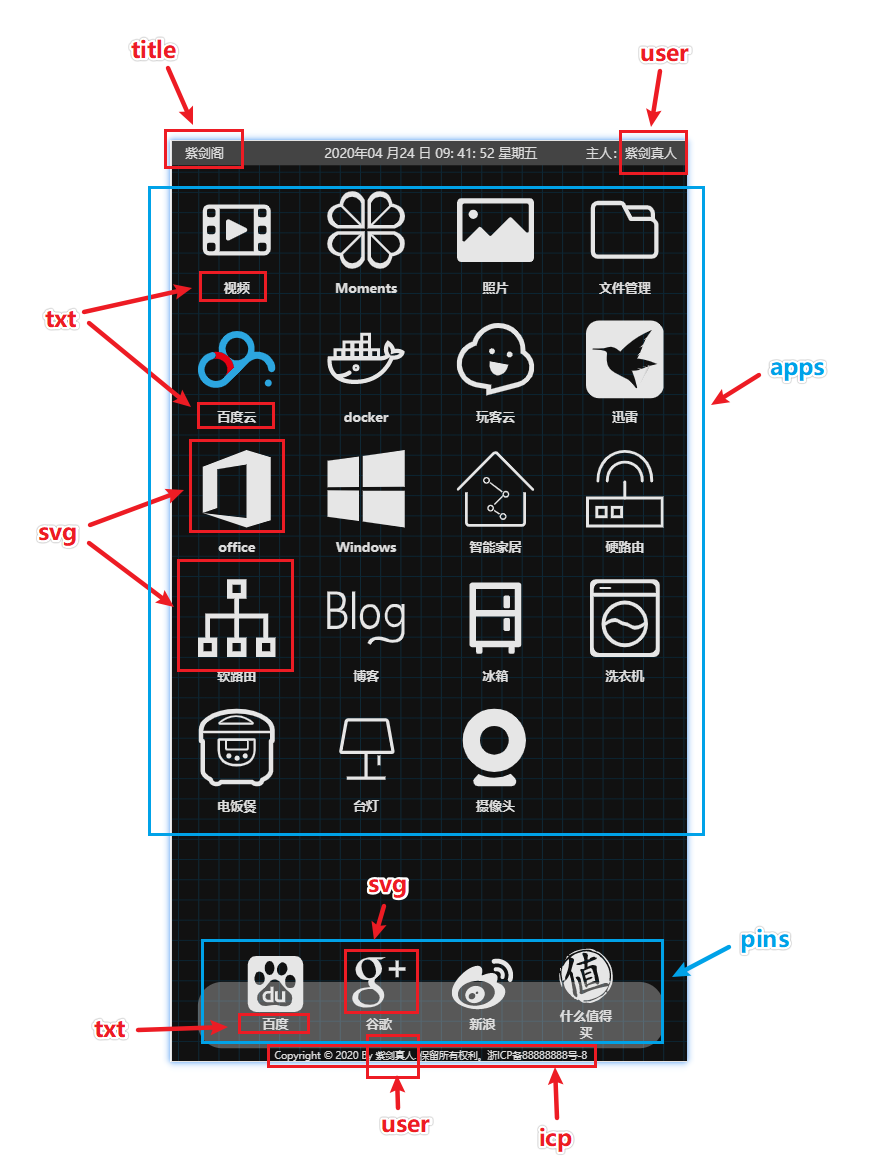 title
user
紫剑阁
2020年04 月24 日 09: 41: 52 星期五
主人: 紫剑真人
视频
Moments
照片
文件管理
txt
apps
百度云
docker
玩客云
迅雷
svg
office
Windows
智能家居
硬路由
Blog
软路由
博客
冰箱
洗衣机
电饭煲
台灯
摄像头
svg
pins
du
g+
值
txt
百度
谷歌
新浪
什么值得
买
Copyright © 2020 By 紫剑真人. 保留所有权利。浙ICP备88888888号-8
user
icp